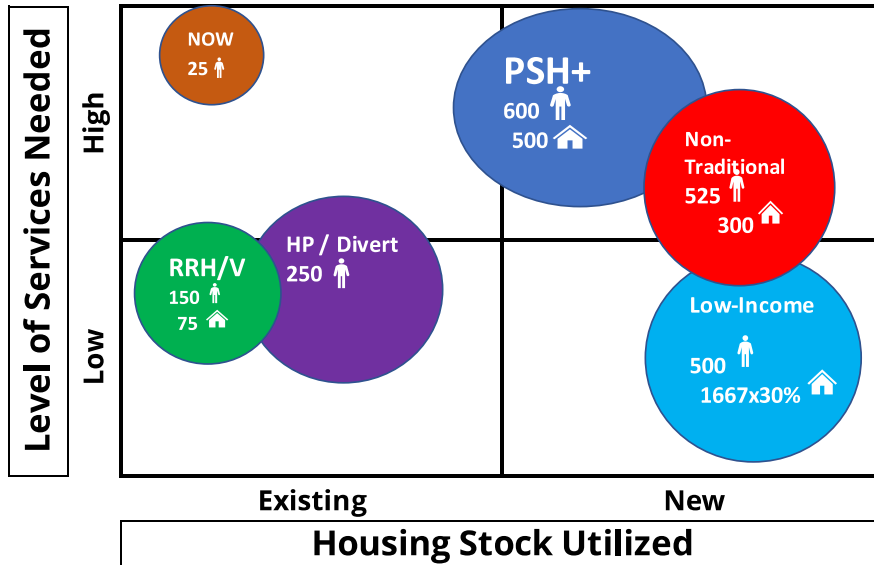 Level of Services Needed
High
Low
NOW
25
PSH+
600
500
Non-
Traditional
525
300
RRH/V
150
75
HP / Divert
250
Low-Income
500
1667x30%
Existing
New
Housing Stock Utilized